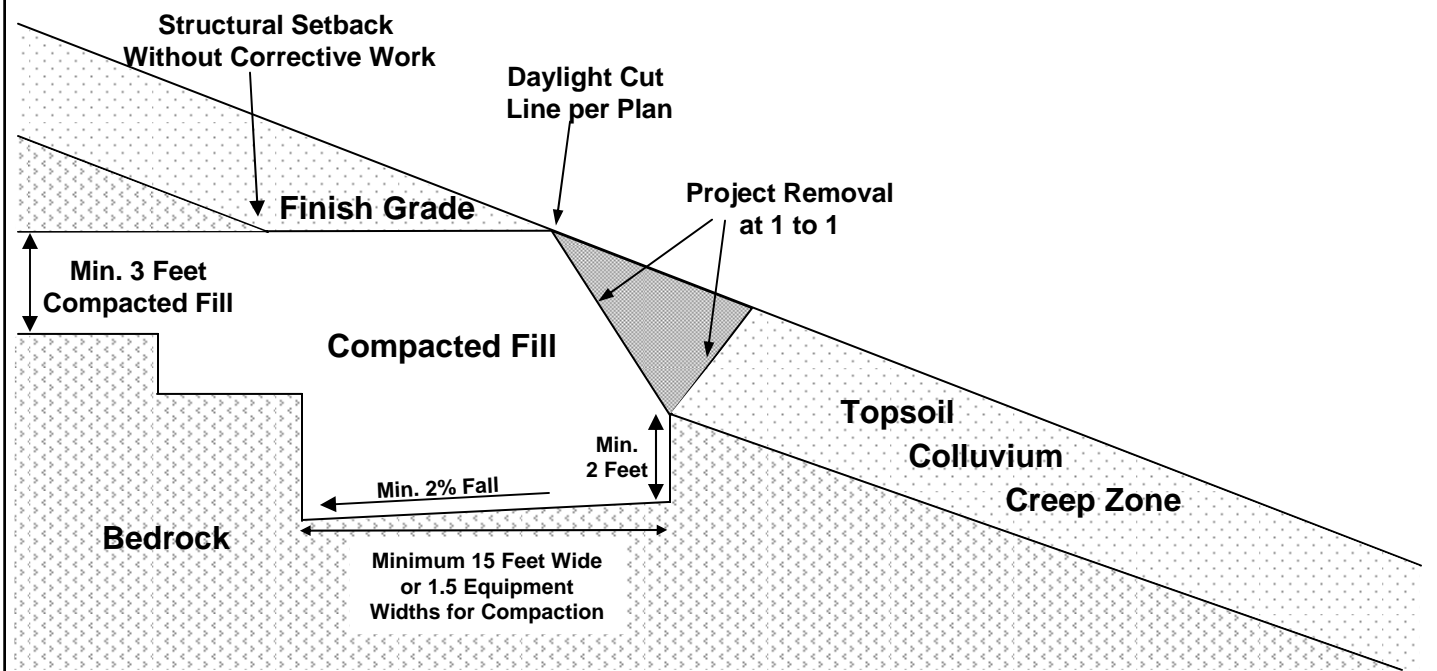 Structural Setback
Without Corrective Work
Daylight Cut
Line per Plan
Project Removal
at 1 to 1
Finish Grade
Min. 3 Feet
Compacted Fill
Compacted Fill
Topsoil
Colluvium
Creep Zone
Min.
2 Feet
Min. 2% Fall
Bedrock
Minimum 15 Feet Wide
or 1.5 Equipment
Widths for Compaction